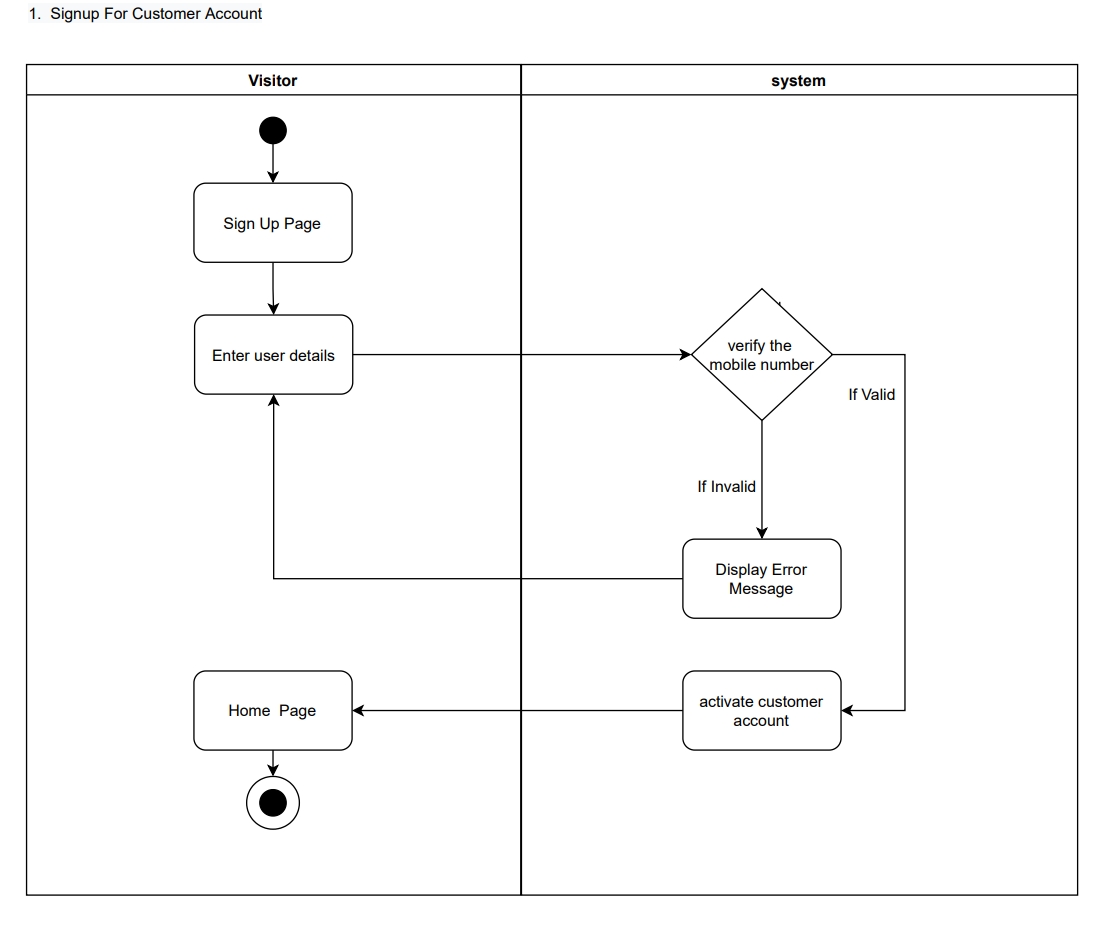 1. Signup For Customer Account
Visitor
system
Sign Up Page
Enter user details
verify the
mobile number
If Valid
If Invalid
Display Error
Message
Home Page
activate customer
account